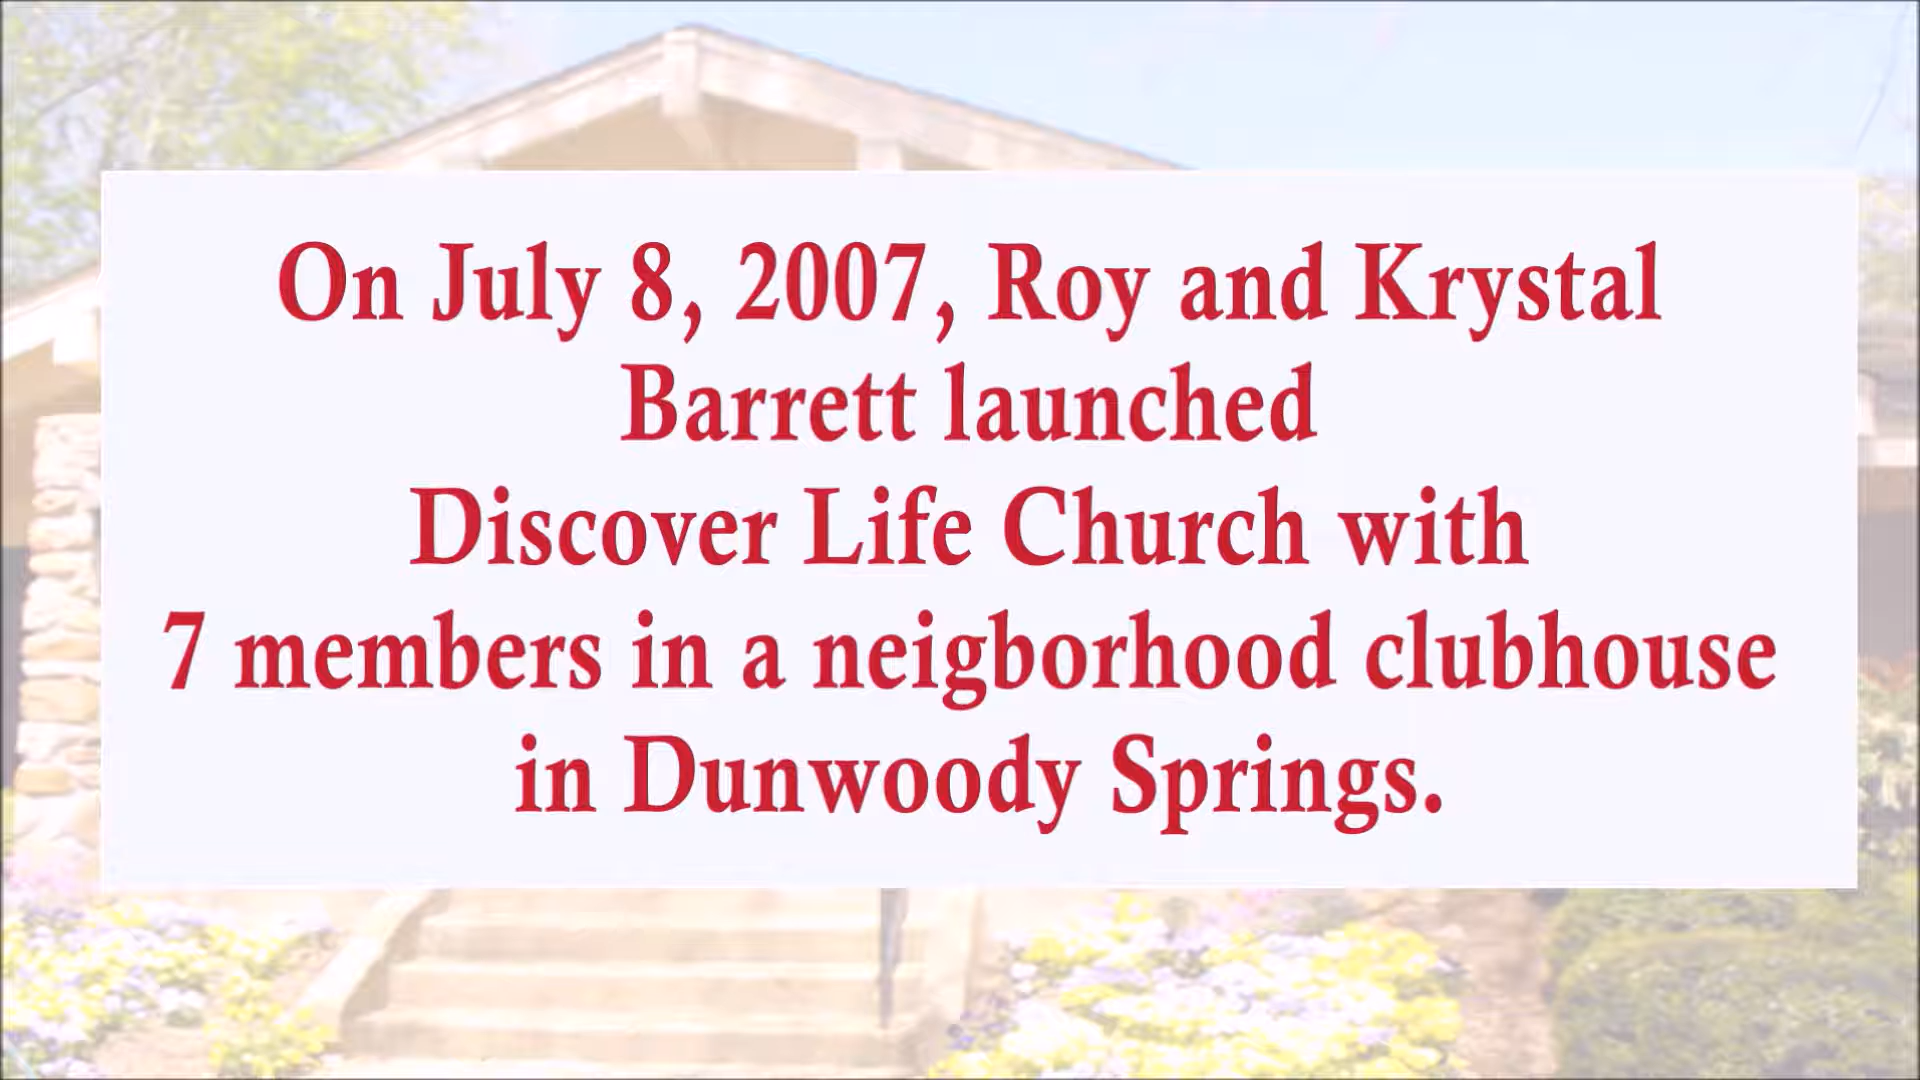 On July 8, 2007, Roy and Krystal
Barrett launched
Discover Life Church with
7 members in a neigborhood clubhouse
in Dunwoody Springs.